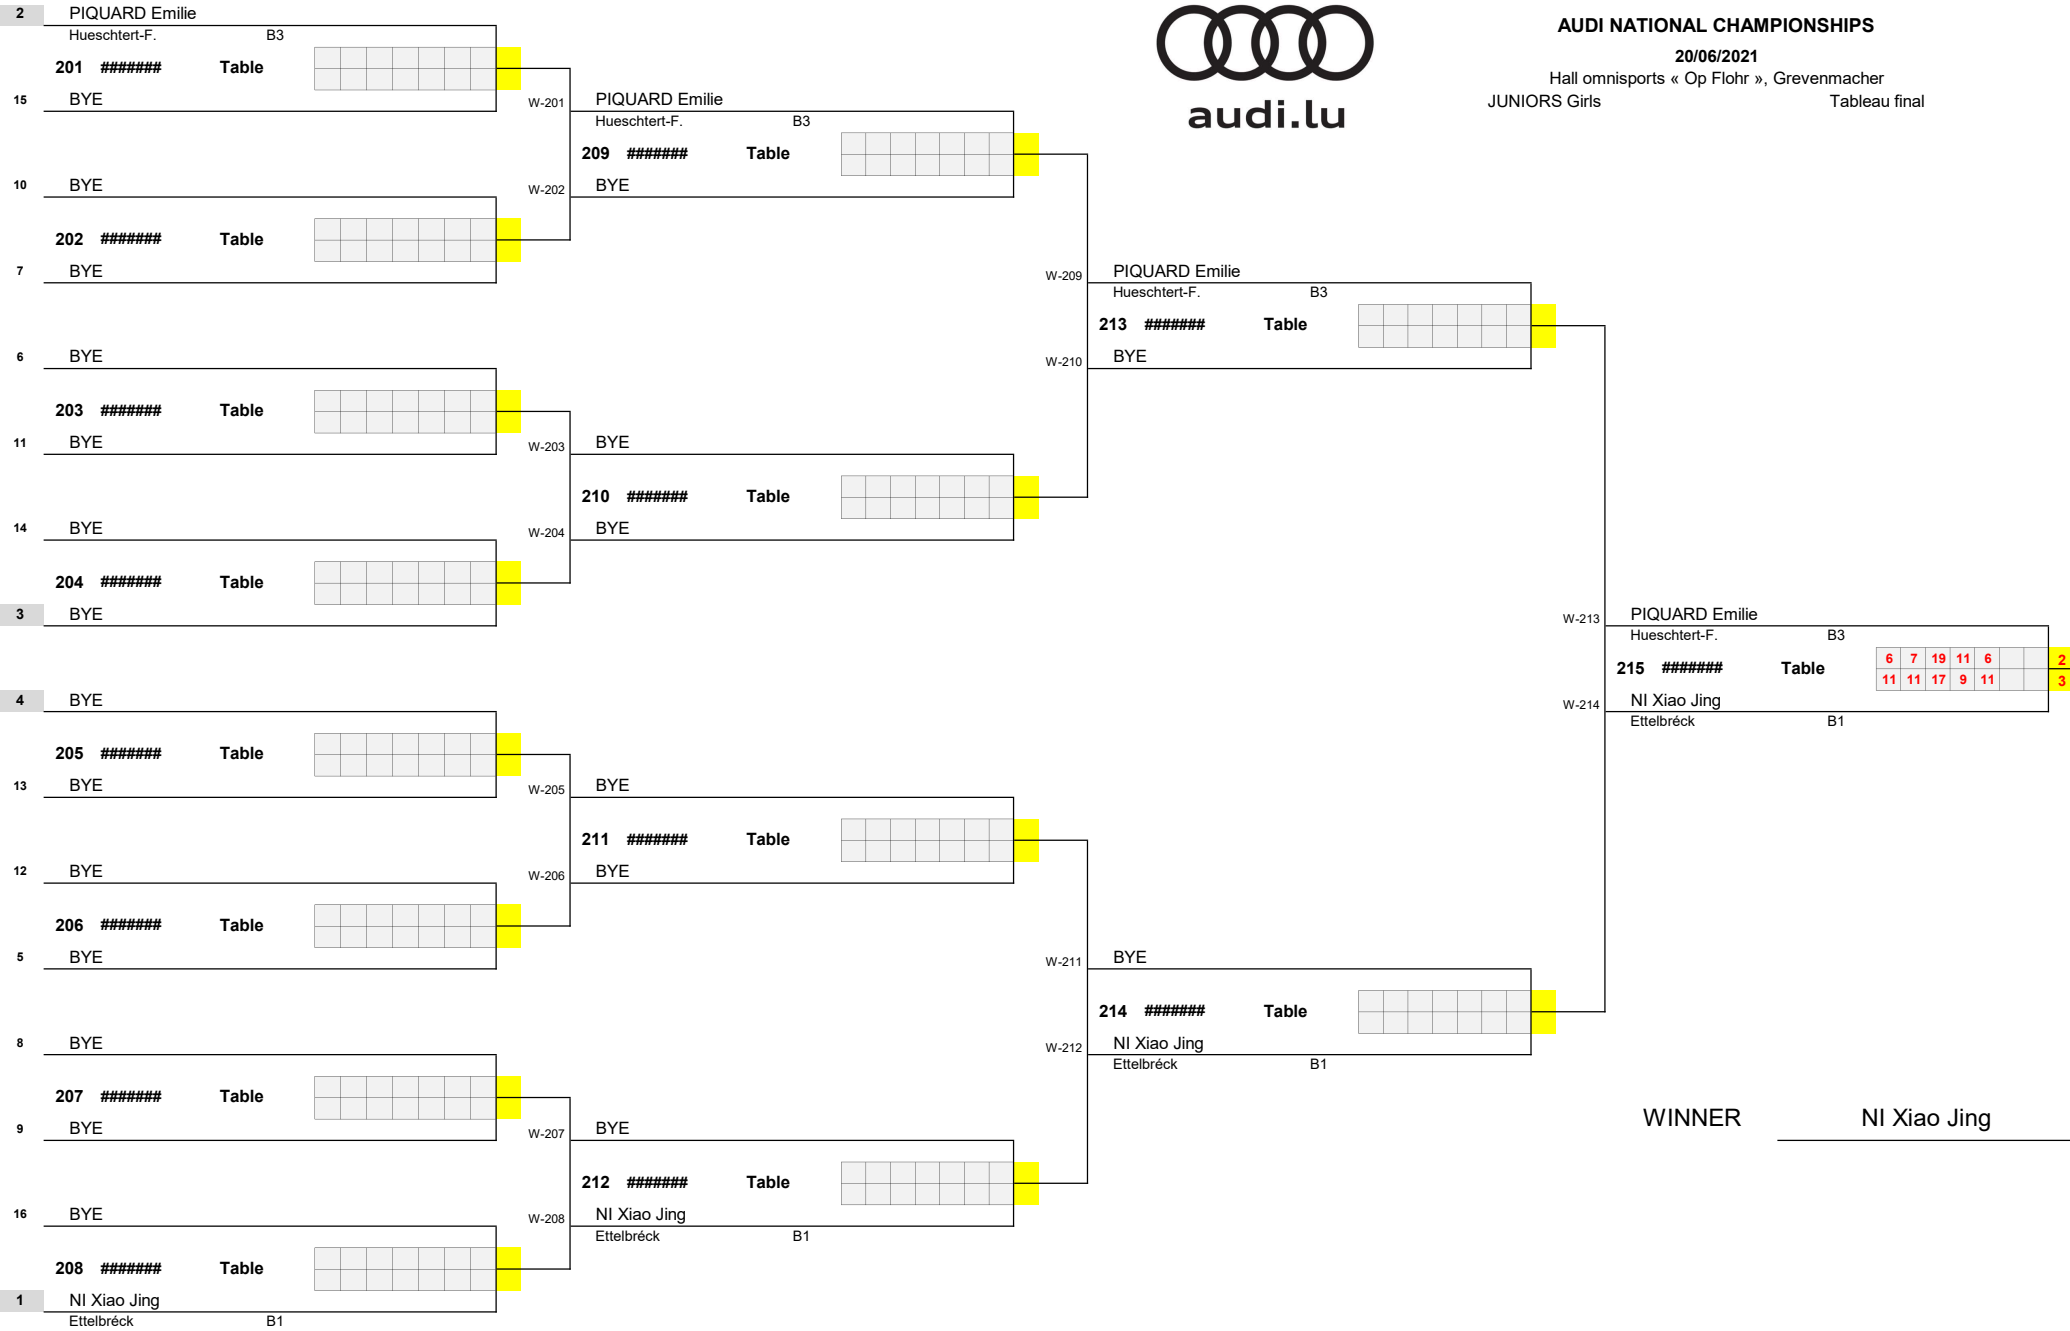 AUDI NATIONAL CHAMPIONSHIPS
20/06/2021
Hall omnisports « Op Flohr », Grevenmacher
JUNIORS Girls Tableau final
audi.lu
2 PIQUARD Emilie
Hueschtert-F. B3
201 ####### Table
15 BYE
10 BYE
202 ####### Table
7 BYE
6 BYE
203 ####### Table
11 BYE
14 BYE
204 ####### Table
3 BYE
4 BYE
205 ####### Table
13 BYE
12 BYE
206 ####### Table
5 BYE
8 BYE
207 ####### Table
9 BYE
16 BYE
208 ####### Table
1 NI Xiao Jing
Ettelbréck B1
W-201 PIQUARD Emilie
Hueschtert-F. B3
209 ####### Table
W-202 BYE
W-203 BYE
210 ####### Table
W-204 BYE
W-205 BYE
211 ####### Table
W-206 BYE
W-207 BYE
212 ####### Table
W-208 NI Xiao Jing
Ettelbréck B1
W-209 PIQUARD Emilie
Hueschtert-F. B3
213 ####### Table
W-210 BYE
W-211 BYE
214 ####### Table
W-212 NI Xiao Jing
Ettelbréck B1
W-213 PIQUARD Emilie
Hueschtert-F. B3
215 ####### Table
6 7 19 11 6 2
11 11 17 9 11 3
W-214 NI Xiao Jing
Ettelbréck B1
WINNER NI Xiao Jing